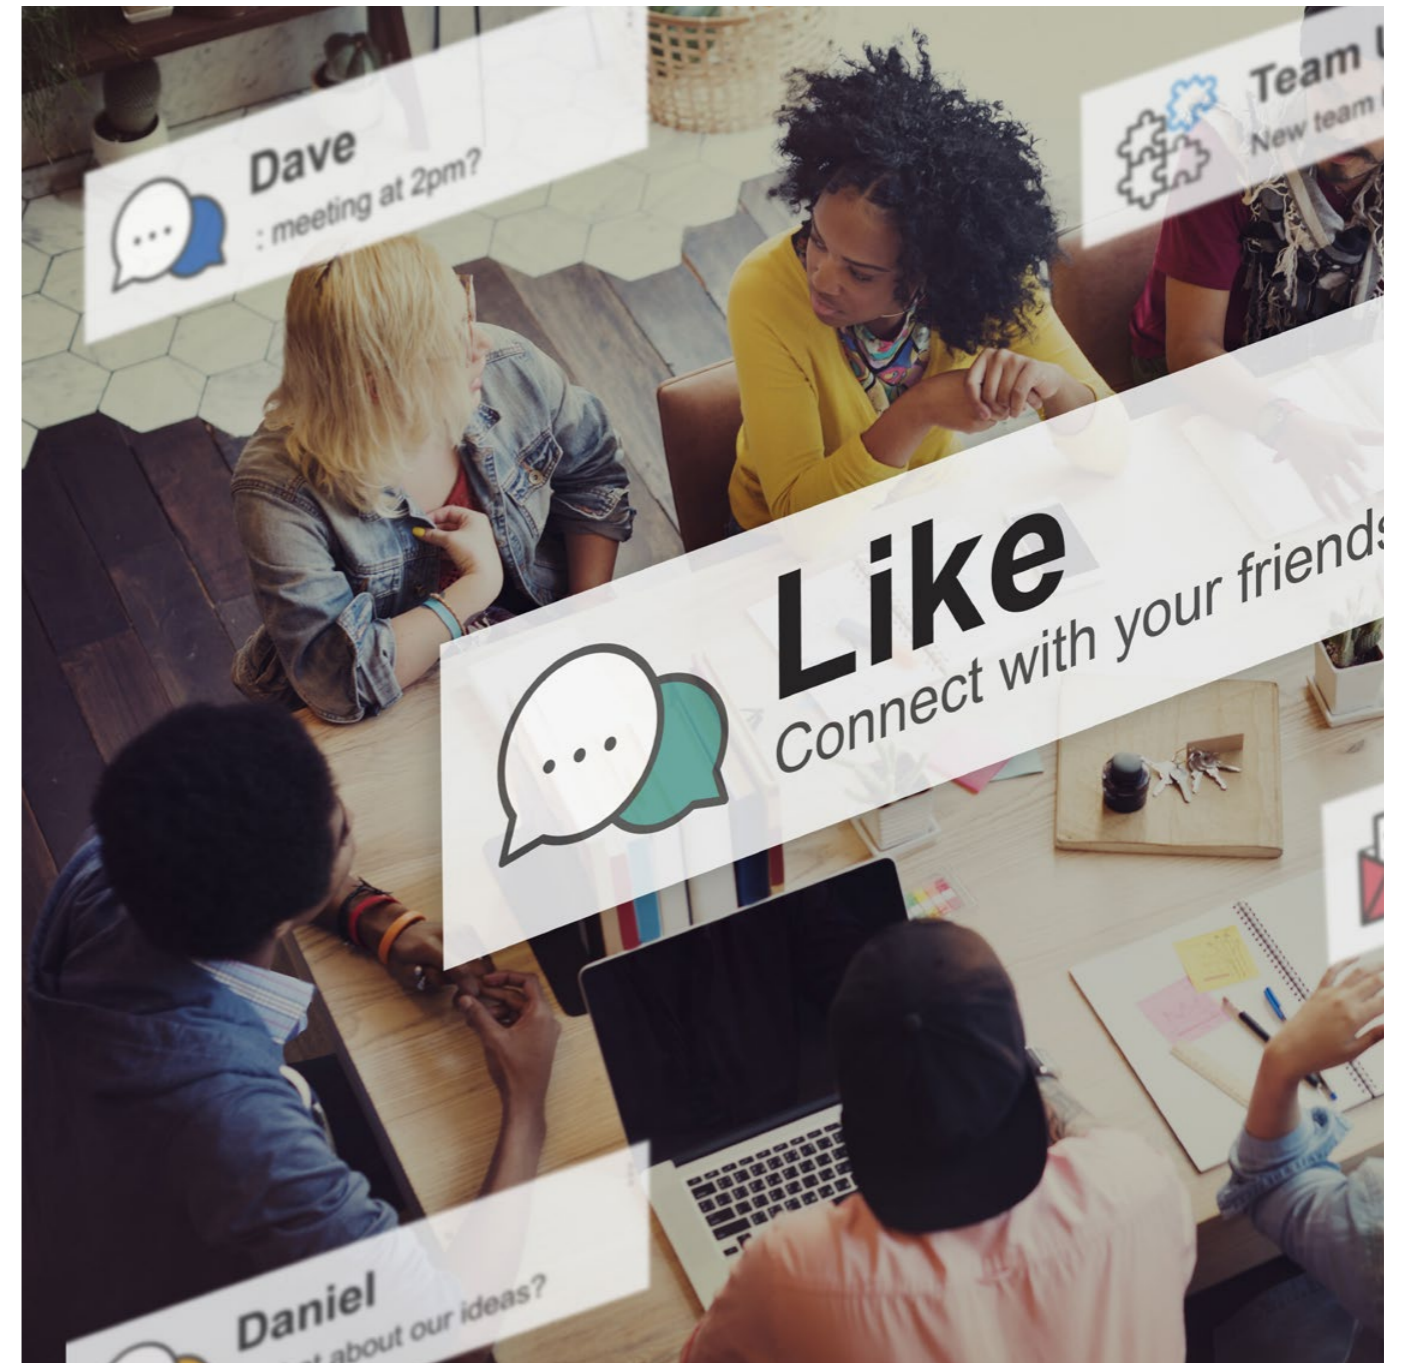 Dave
: meeting at 2pm?
Team
New team
Like
Connect with your friends
Daniel
about our ideas?